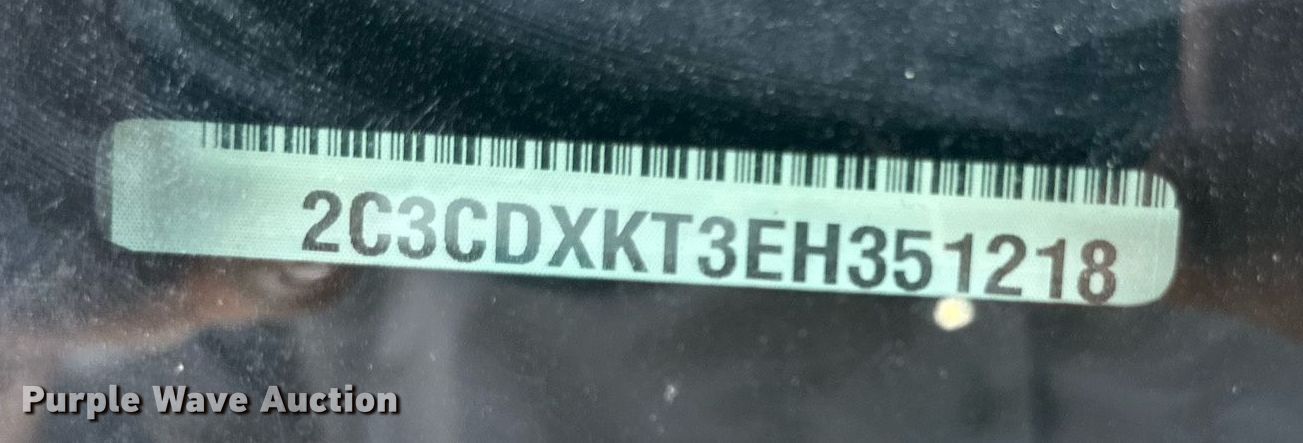 2C3CDXKT3EH351218
Purple Wave Auction